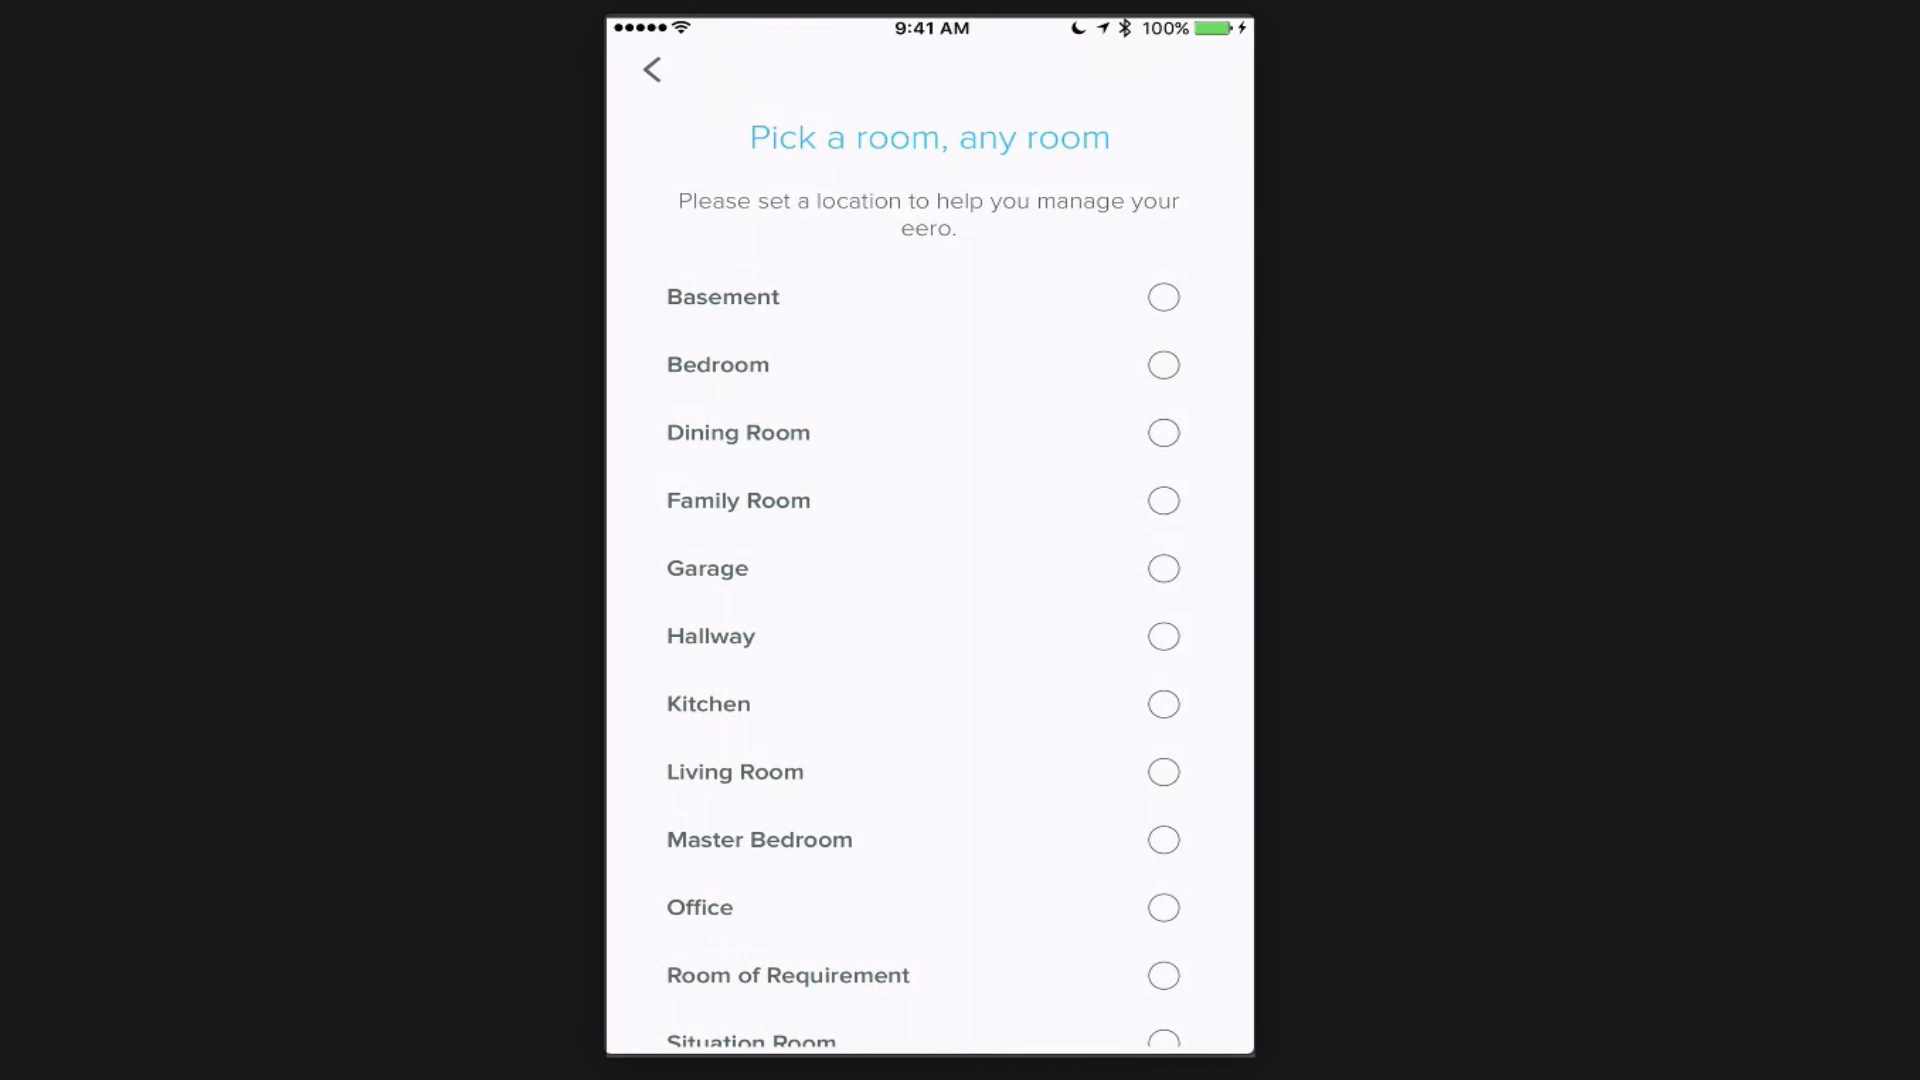 9:41 AM
100%
Pick a room, any room
Please set a location to help you manage your
eero.
Basement
Bedroom
Dining Room
Family Room
Garage
Hallway
Kitchen
Living Room
Master Bedroom
Office
Room of Requirement
Situation Room